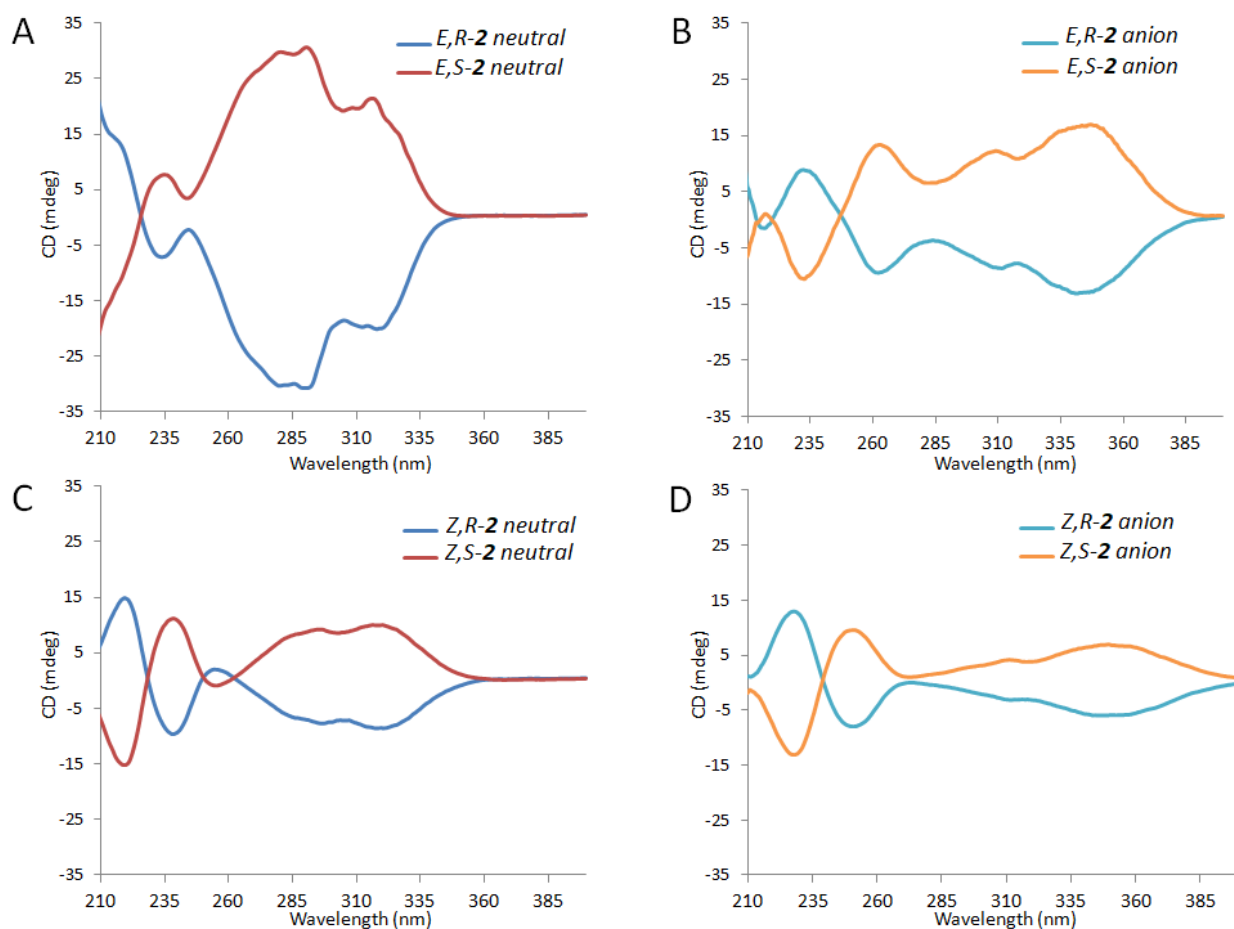 A
E,R-2 neutral
E,S-2 neutral
35
25
15
5
-5
-15
-25
-35
CD (mdeg)
210 235 260 285 310 335 360 385
Wavelength (nm)
B
E,R-2 anion
E,S-2 anion
35
25
15
5
-5
-15
-25
-35
CD (mdeg)
210 235 260 285 310 335 360 385
Wavelength (nm)
C
Z,R-2 neutral
Z,S-2 neutral
35
25
15
5
-5
-15
-25
-35
CD (mdeg)
210 235 260 285 310 335 360 385
Wavelength (nm)
D
Z,R-2 anion
Z,S-2 anion
35
25
15
5
-5
-15
-25
-35
CD (mdeg)
210 235 260 285 310 335 360 385
Wavelength (nm)